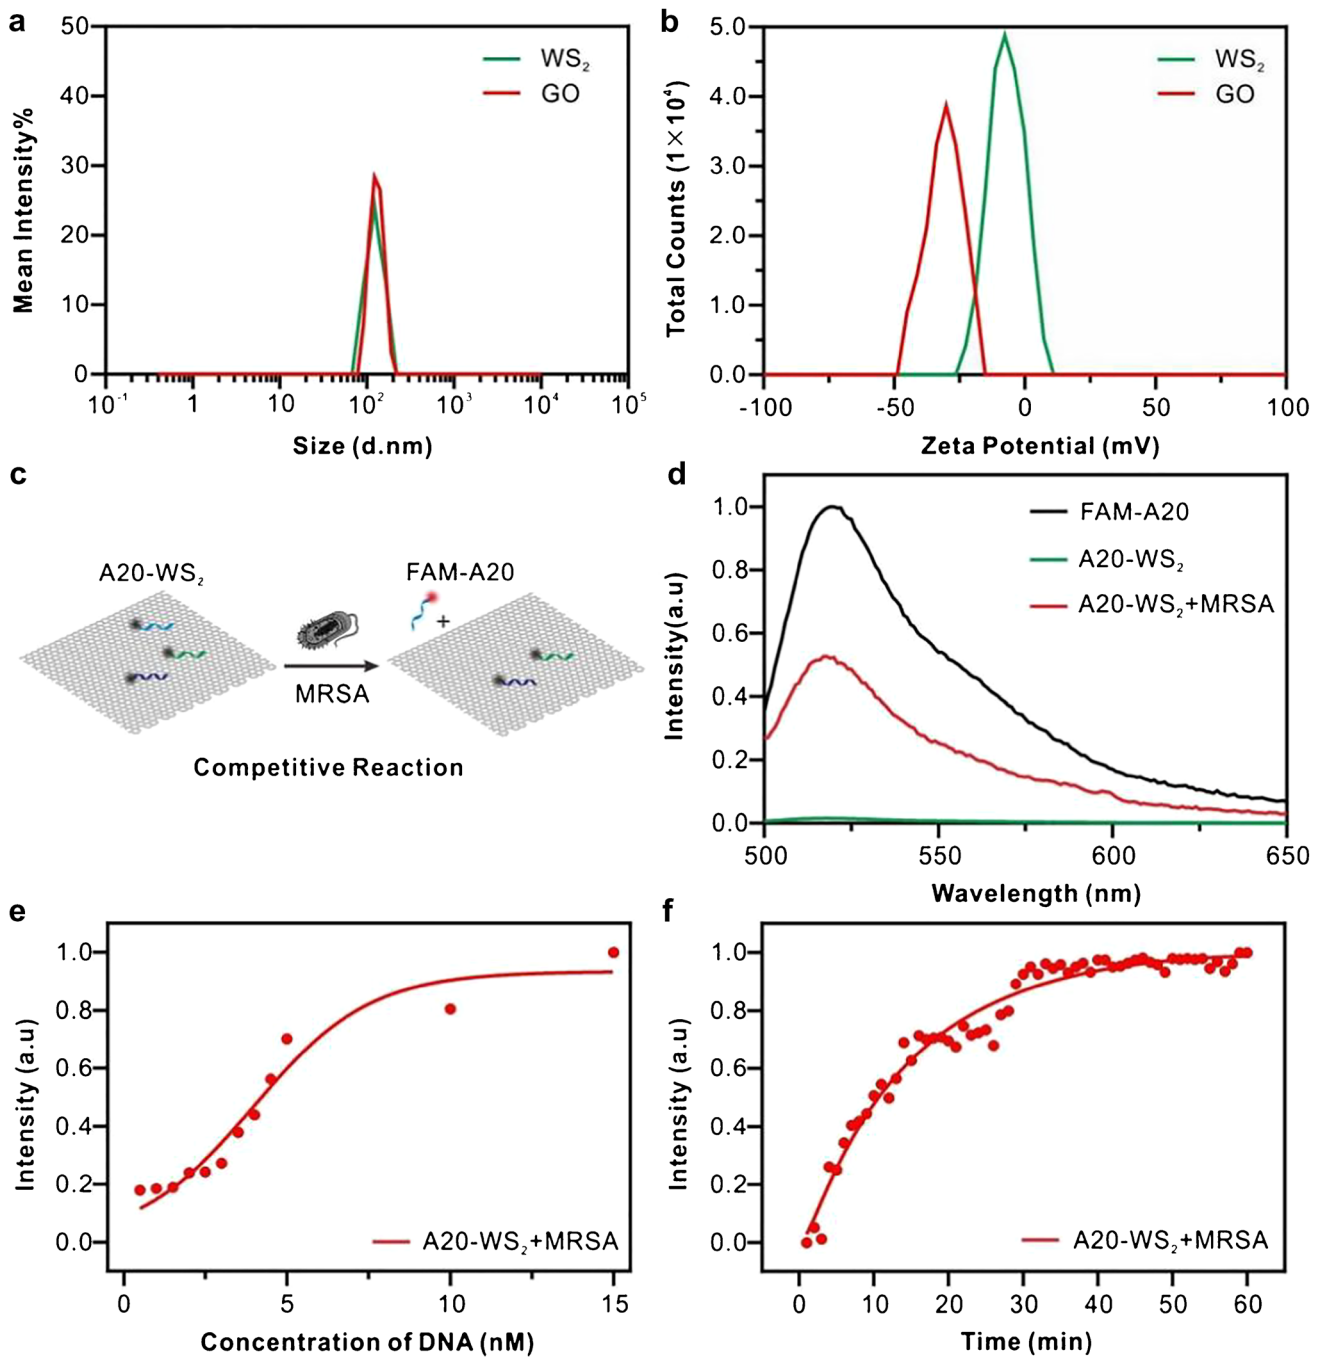 a
50
40
30
20
10
0
Mean Intensity%
WS₂
GO
10⁻¹ 1 10 10² 10³ 10⁴ 10⁵
Size (d.nm)
b
5.0
4.0
3.0
2.0
1.0
0.0
Total Counts (1×10⁴)
WS₂
GO
-100 -50 0 50 100
Zeta Potential (mV)
c
A20-WS₂
FAM-A20
+
MRSA
Competitive Reaction
d
1.0
0.8
0.6
0.4
0.2
0.0
Intensity(a.u)
FAM-A20
A20-WS₂
A20-WS₂+MRSA
500 550 600 650
Wavelength (nm)
e
1.0
0.8
0.6
0.4
0.2
0.0
Intensity (a.u)
A20-WS₂+MRSA
0 5 10 15
Concentration of DNA (nM)
f
1.0
0.8
0.6
0.4
0.2
0.0
Intensity (a.u)
A20-WS₂+MRSA
0 10 20 30 40 50 60
Time (min)